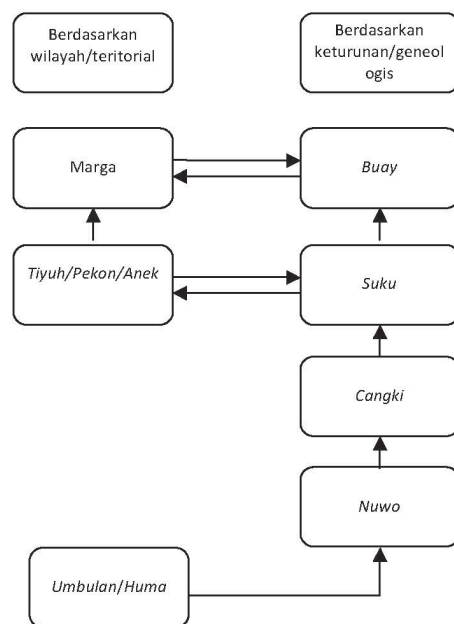 Berdasarkan
wilayah/teritorial
Berdasarkan
keturunan/geneol
ogis
Marga
Buay
Tiyuh/Pekon/Anek
Suku
Cangki
Nuwo
Umbulan/Huma